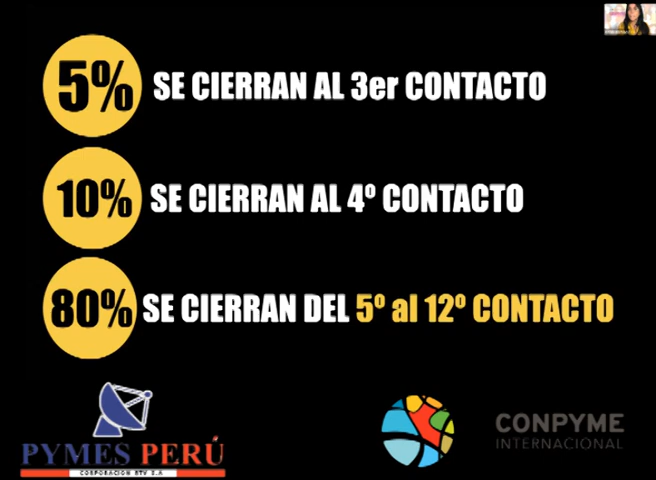 5% SE CIERRAN AL 3er CONTACTO
10% SE CIERRAN AL 4º CONTACTO
80% SE CIERRAN DEL 5º al 12º CONTACTO
PYMES PERÚ
CORPORACION RTV S.A
CONPYME
INTERNACIONAL